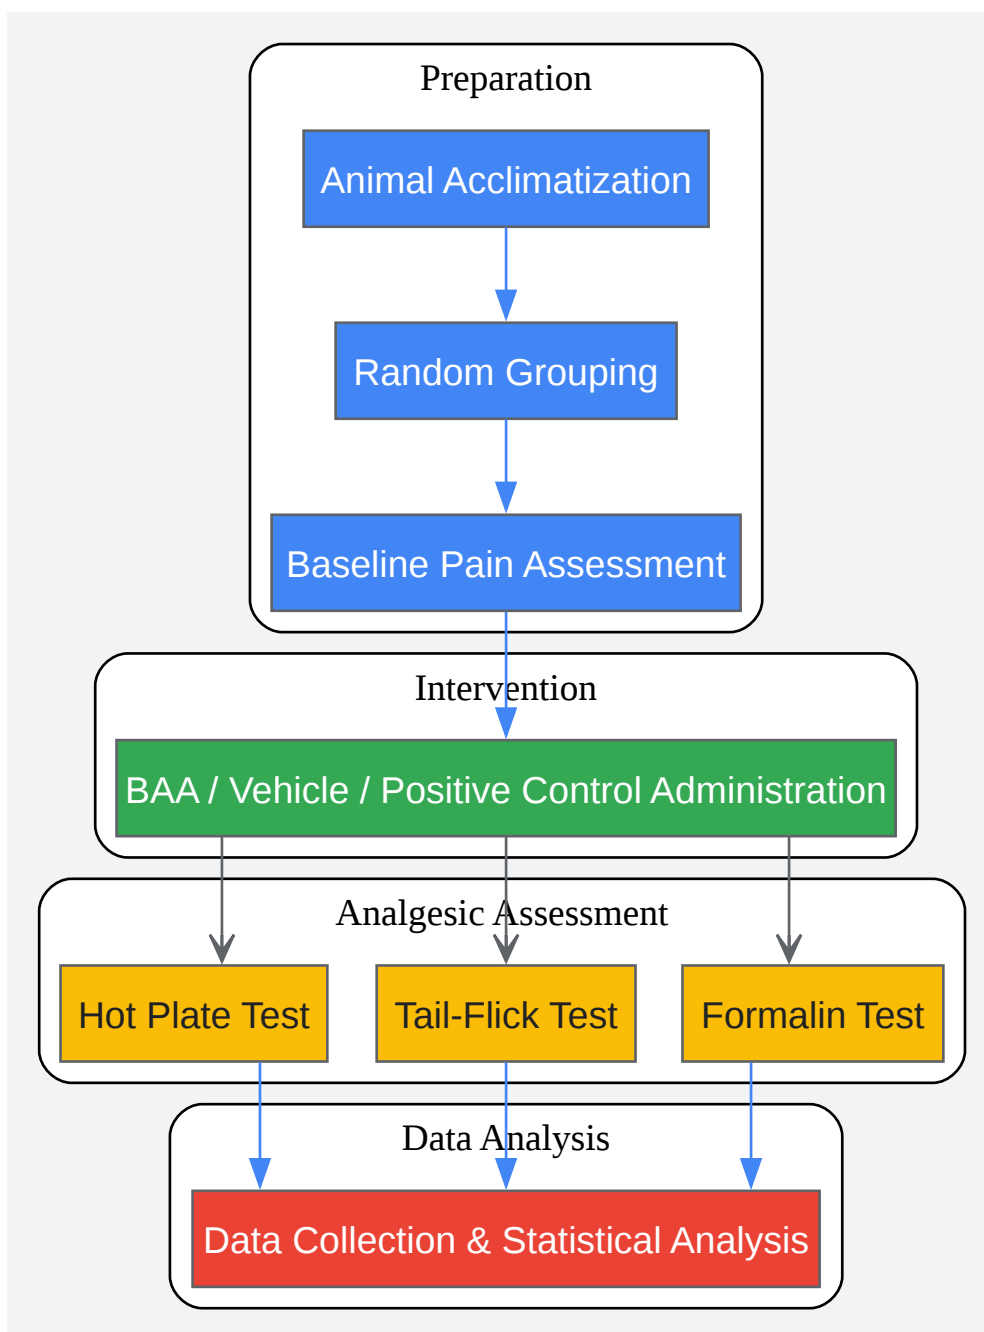 Preparation
Animal Acclimatization
Random Grouping
Baseline Pain Assessment
Intervention
BAA / Vehicle / Positive Control Administration
Analgesic Assessment
Hot Plate Test
Tail-Flick Test
Formalin Test
Data Analysis
Data Collection & Statistical Analysis